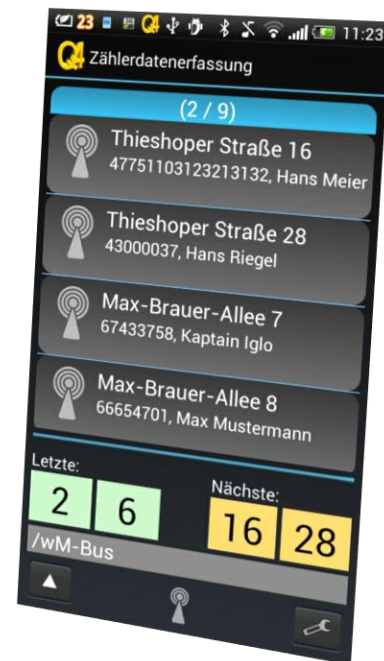 23 Q4 11:23
Q4 Zählerdatenerfassung
(2 / 9)
Thieshoper Straße 16
47751103123213132, Hans Meier
Thieshoper Straße 28
43000037, Hans Riegel
Max-Brauer-Allee 7
67433758, Kaptain Iglo
Max-Brauer-Allee 8
66654701, Max Mustermann
Letzte:
Nächste:
2 6 16 28
/wM-Bus